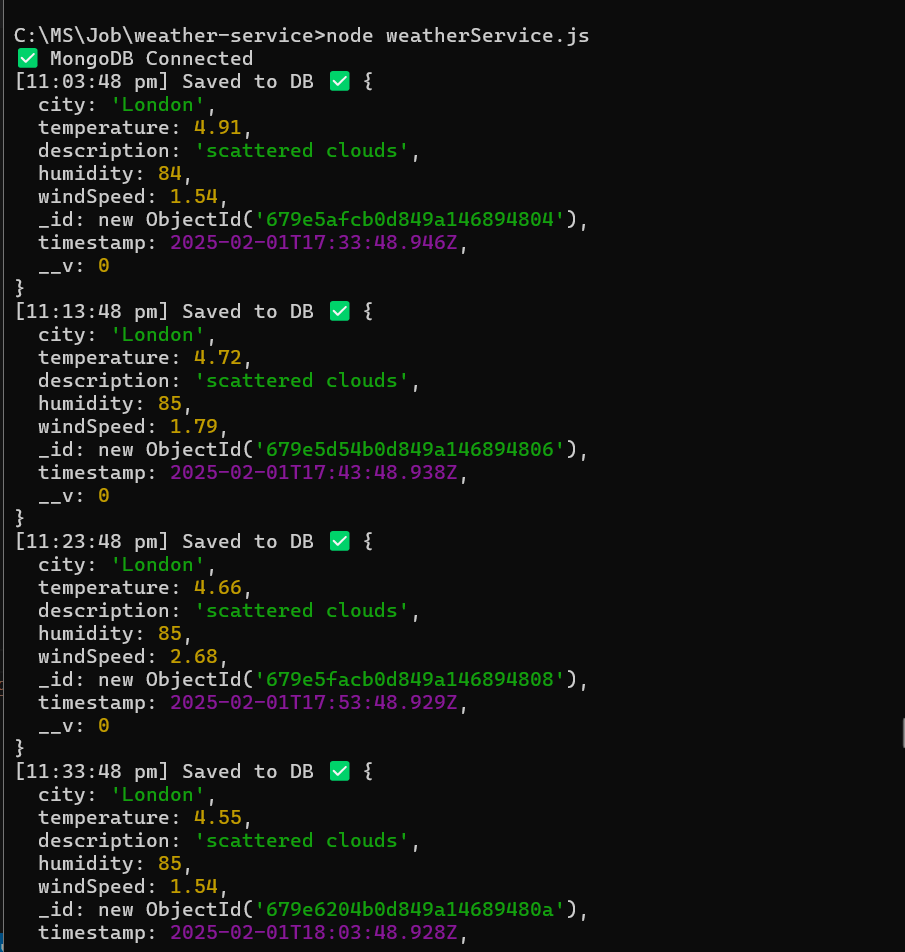 C:\MS\Job\weather-service>node weatherService.js
✅ MongoDB Connected
[11:03:48 pm] Saved to DB ✅ {
  city: 'London',
  temperature: 4.91,
  description: 'scattered clouds',
  humidity: 84,
  windSpeed: 1.54,
  _id: new ObjectId('679e5afcb0d849a146894804'),
  timestamp: 2025-02-01T17:33:48.946Z,
  __v: 0
}
[11:13:48 pm] Saved to DB ✅ {
  city: 'London',
  temperature: 4.72,
  description: 'scattered clouds',
  humidity: 85,
  windSpeed: 1.79,
  _id: new ObjectId('679e5d54b0d849a146894806'),
  timestamp: 2025-02-01T17:43:48.938Z,
  __v: 0
}
[11:23:48 pm] Saved to DB ✅ {
  city: 'London',
  temperature: 4.66,
  description: 'scattered clouds',
  humidity: 85,
  windSpeed: 2.68,
  _id: new ObjectId('679e5facb0d849a146894808'),
  timestamp: 2025-02-01T17:53:48.929Z,
  __v: 0
}
[11:33:48 pm] Saved to DB ✅ {
  city: 'London',
  temperature: 4.55,
  description: 'scattered clouds',
  humidity: 85,
  windSpeed: 1.54,
  _id: new ObjectId('679e6204b0d849a14689480a'),
  timestamp: 2025-02-01T18:03:48.928Z,